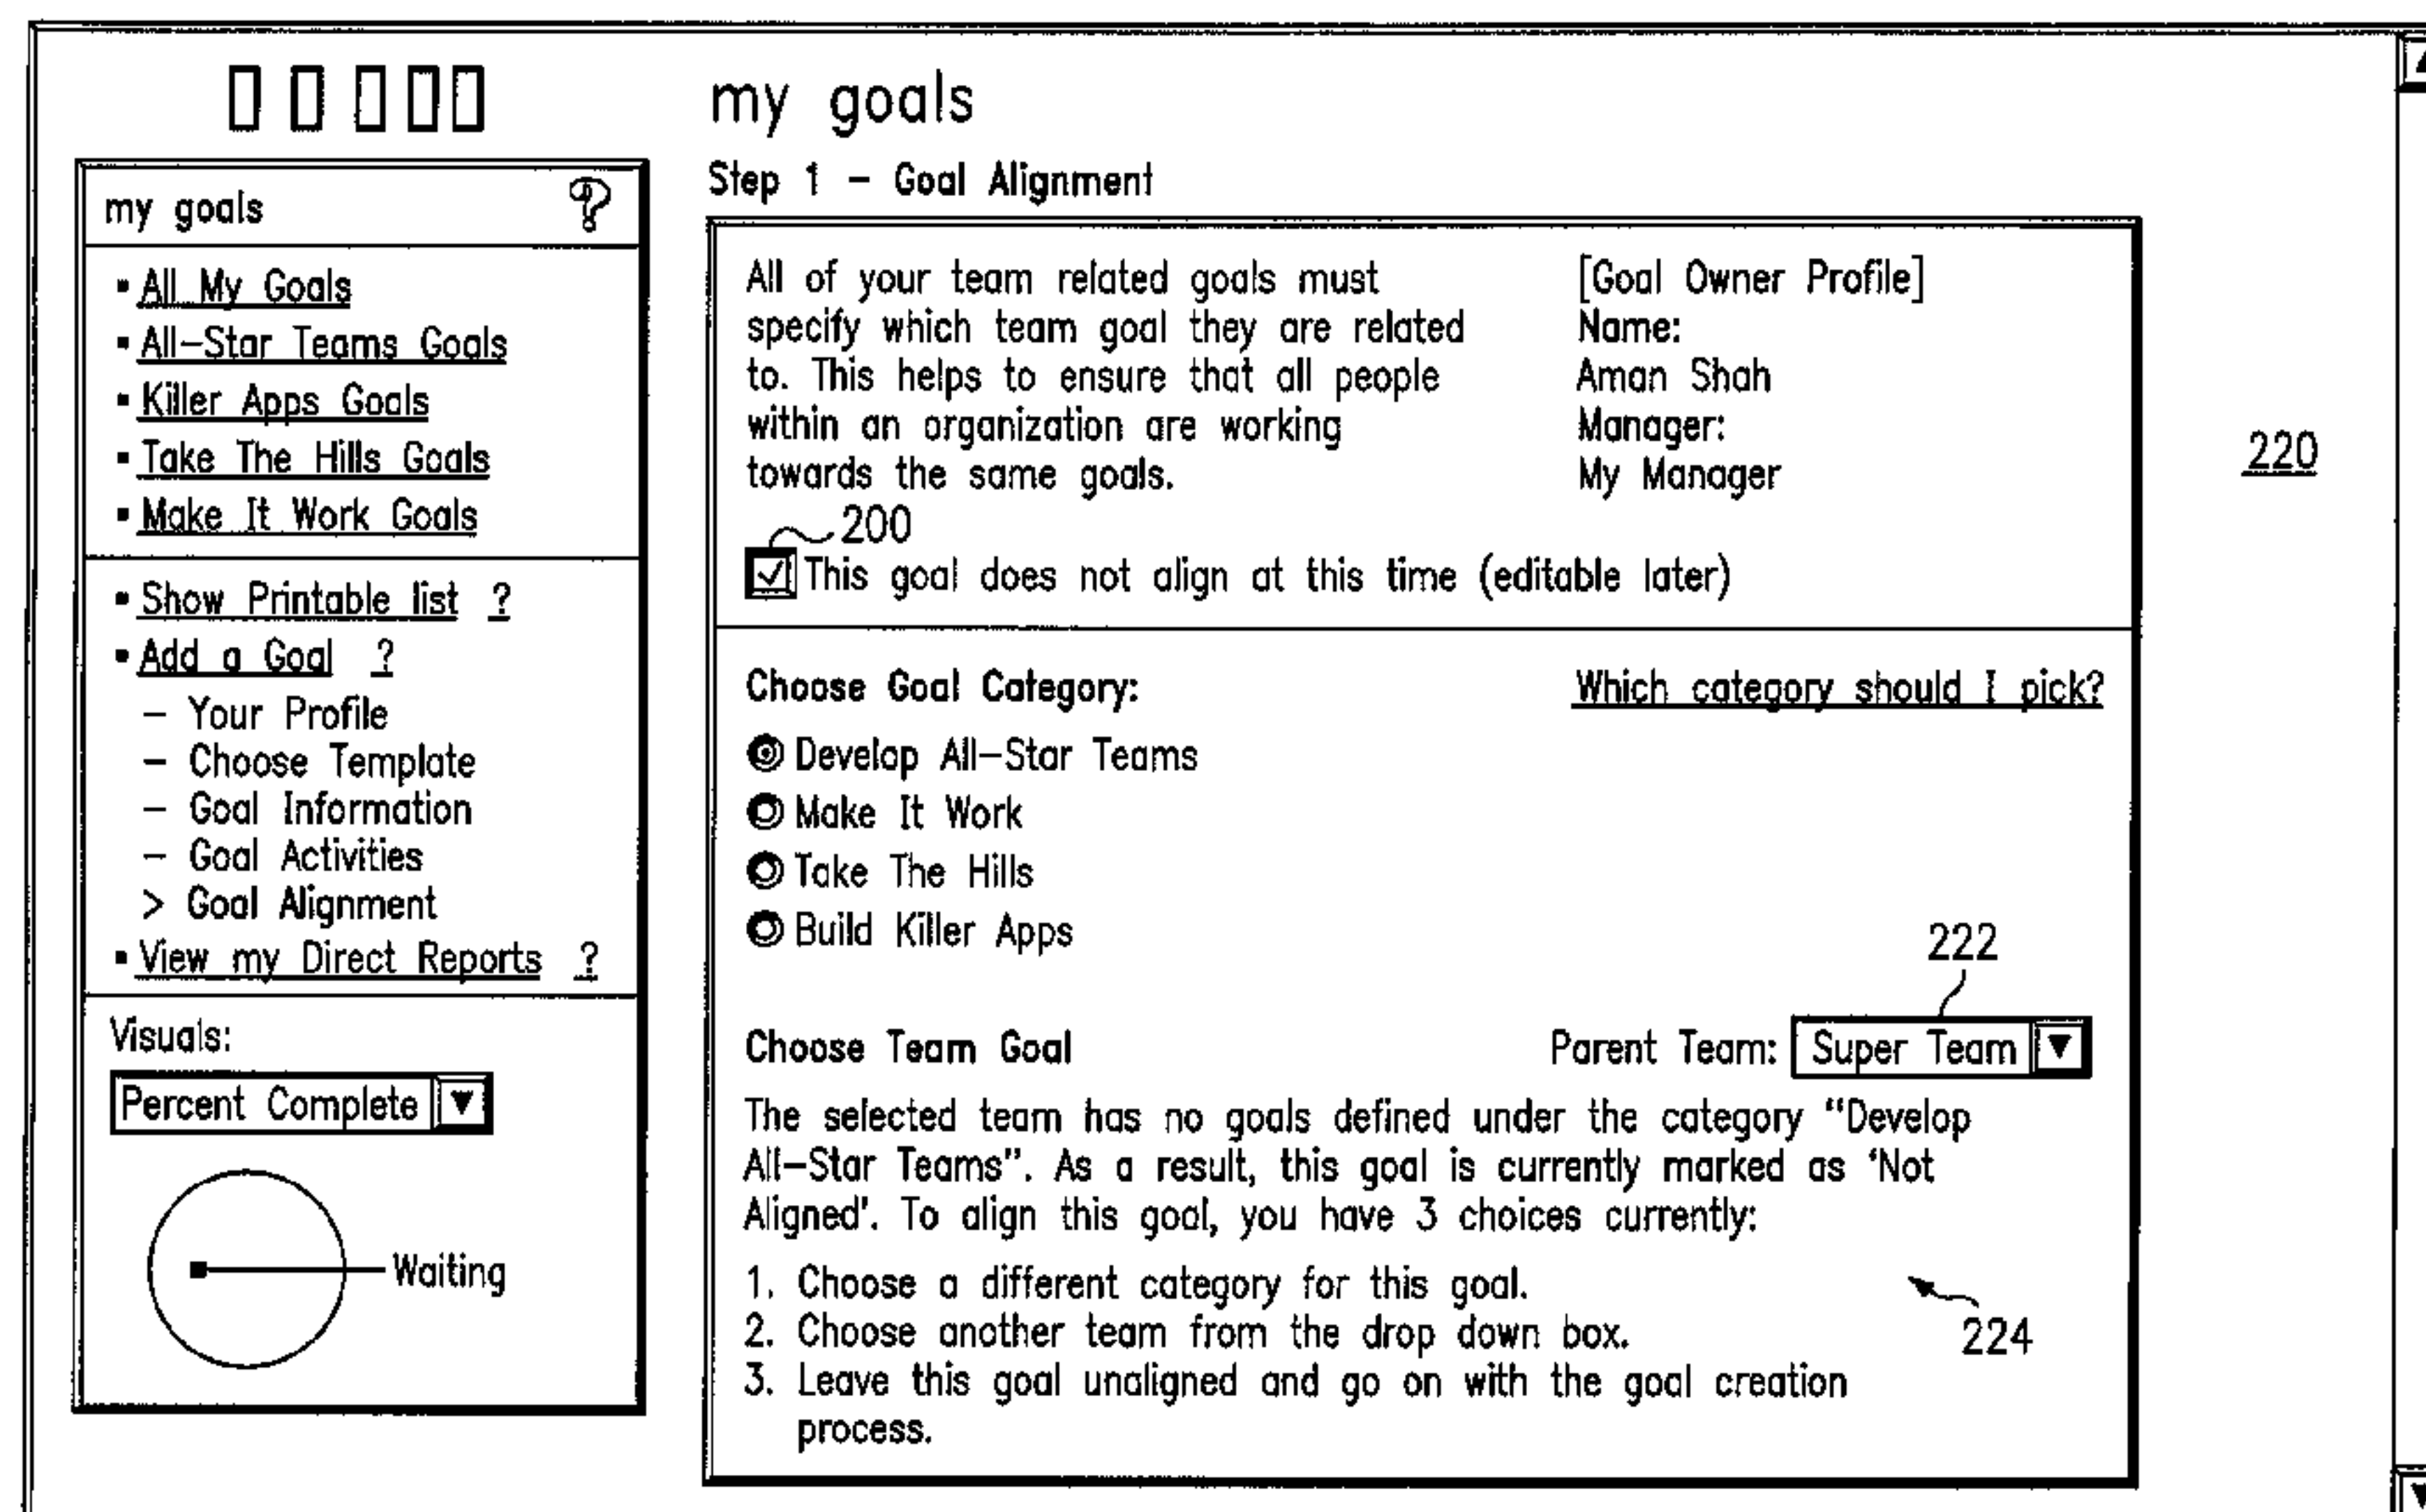 my goals
?
▪ All My Goals
▪ All-Star Teams Goals
▪ Killer Apps Goals
▪ Take The Hills Goals
▪ Make It Work Goals
▪ Show Printable list ?
▪ Add a Goal ?
– Your Profile
– Choose Template
– Goal Information
– Goal Activities
> Goal Alignment
▪ View my Direct Reports ?
Visuals:
Percent Complete ▼
Waiting
my goals
Step 1 – Goal Alignment
All of your team related goals must
specify which team goal they are related
to. This helps to ensure that all people
within an organization are working
towards the same goals.
[Goal Owner Profile]
Name:
Aman Shah
Manager:
My Manager
200
This goal does not align at this time (editable later)
Choose Goal Category:
Which category should I pick?
Develop All-Star Teams
Make It Work
Take The Hills
Build Killer Apps
222
Choose Team Goal
Parent Team: Super Team ▼
The selected team has no goals defined under the category "Develop
All-Star Teams". As a result, this goal is currently marked as 'Not
Aligned'. To align this goal, you have 3 choices currently:
1. Choose a different category for this goal.
2. Choose another team from the drop down box.
3. Leave this goal unaligned and go on with the goal creation
process.
224
220